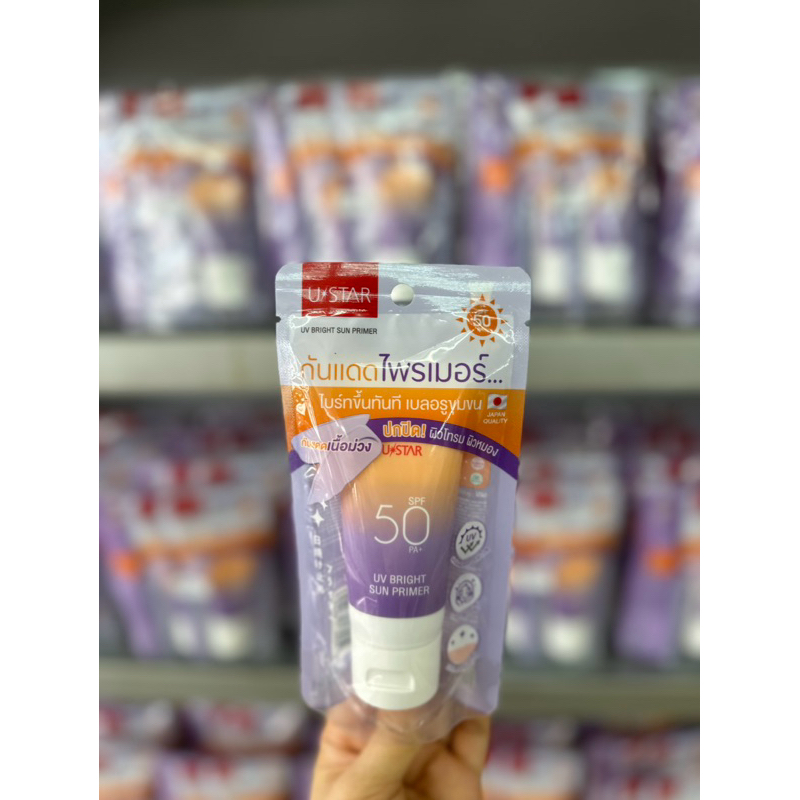 U★STAR
UV BRIGHT SUN PRIMER
50
กันแดดไพรเมอร์...
ไบร์ทขึ้นทันที เบลอรูขุมขน
JAPAN
QUALITY
ปกปิด! ผิวโทรม ผิวหมอง
เนื้อม่วง
U★STAR
SPF
50
PA+
UV
UV BRIGHT
SUN PRIMER